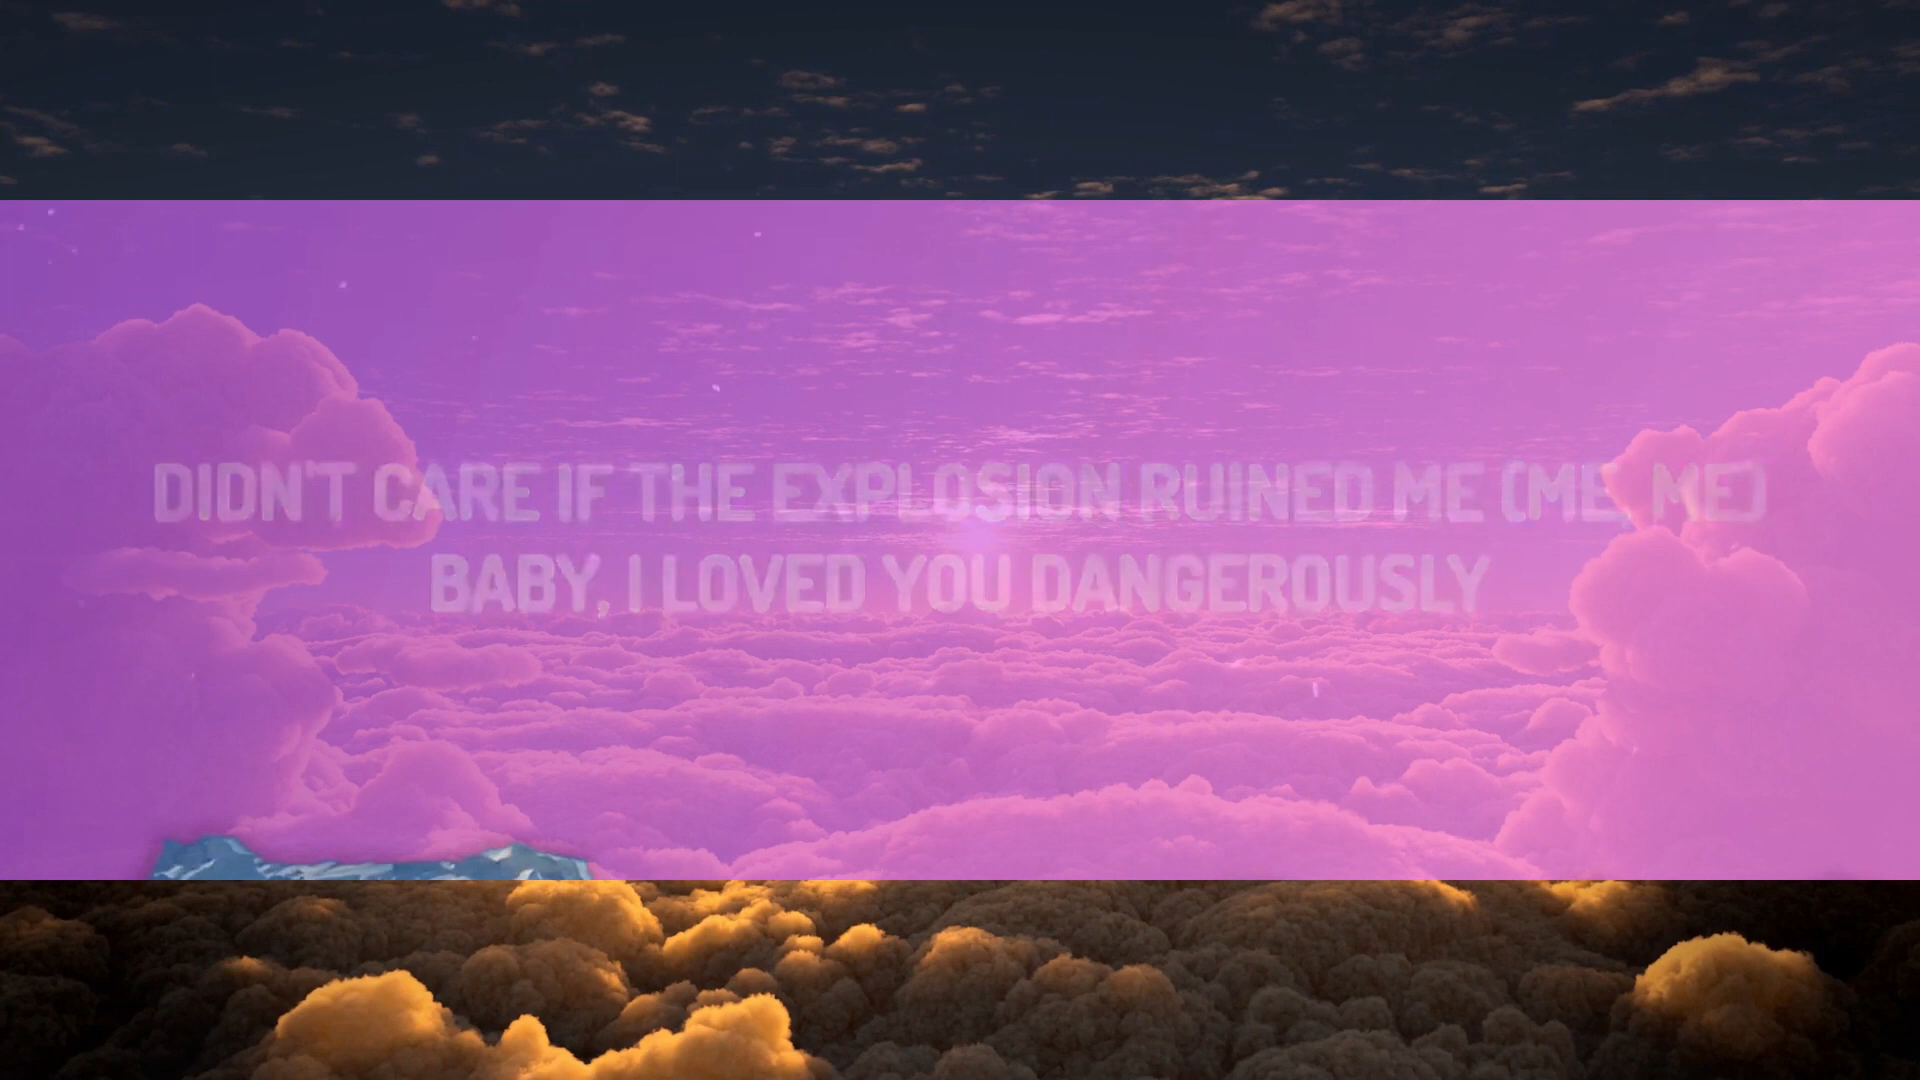 DIDN'T CARE IF THE EXPLOSION RUINED ME (ME, ME)
BABY, I LOVED YOU DANGEROUSLY